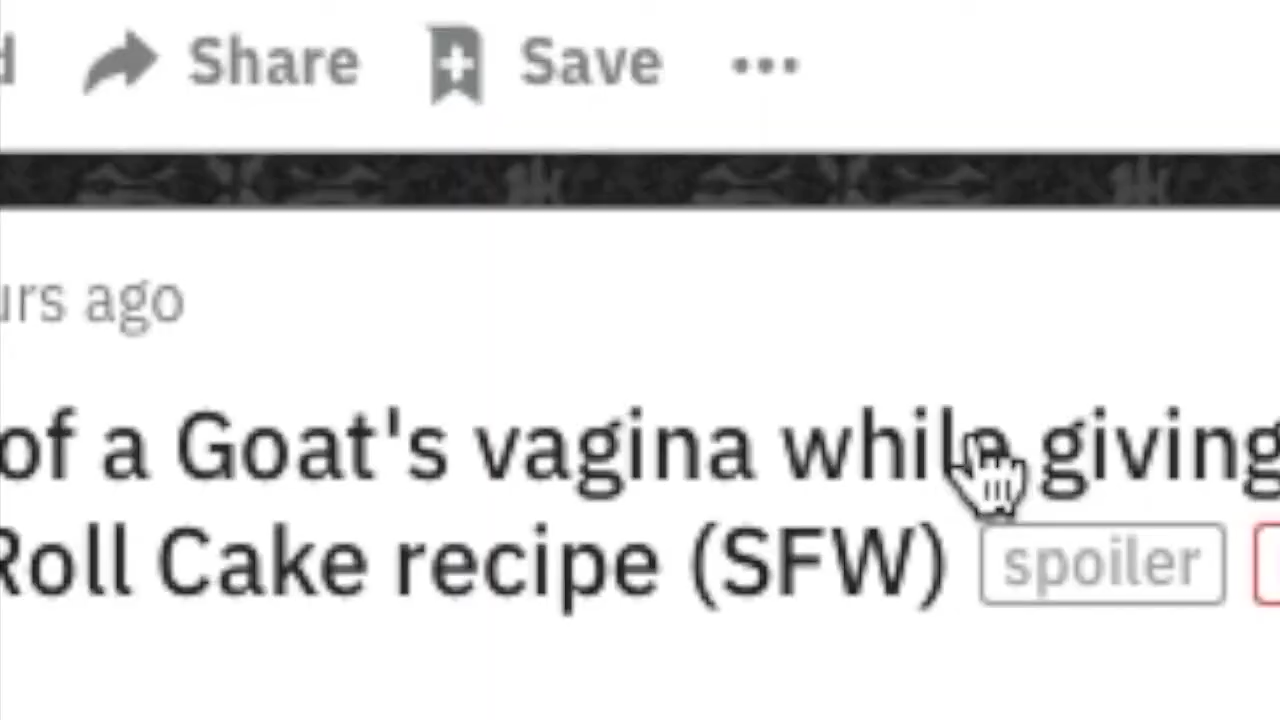 Share Save ...
urs ago
of a Goat's vagina while giving
Roll Cake recipe (SFW) spoiler